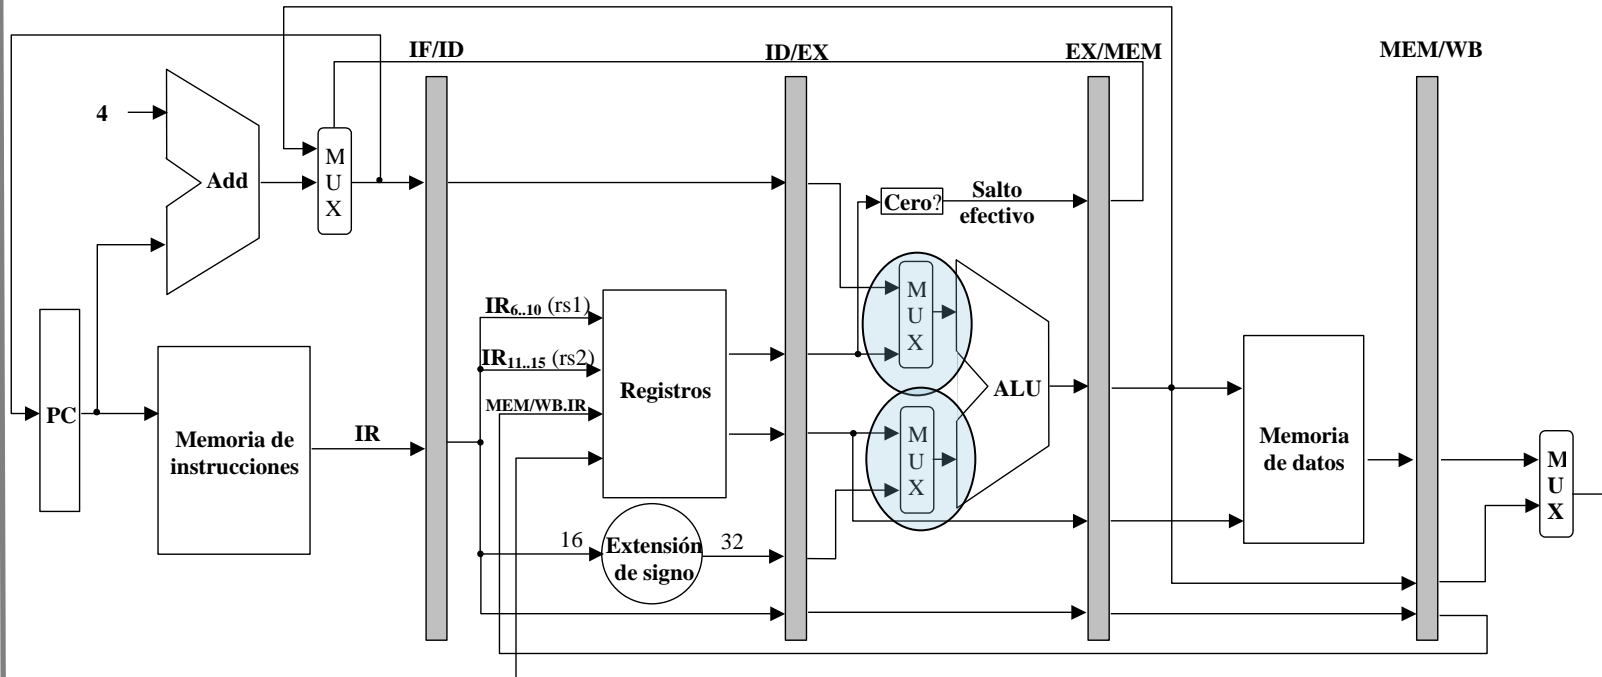 IF/ID
ID/EX
EX/MEM
MEM/WB
4
Add
M
U
X
Cero?
Salto
efectivo
M
U
X
IR6..10 (rs1)
IR11..15 (rs2)
MEM/WB.IR
Registros
ALU
PC
Memoria de
instrucciones
IR
M
U
X
Memoria
de datos
M
U
X
16
Extensión
de signo
32